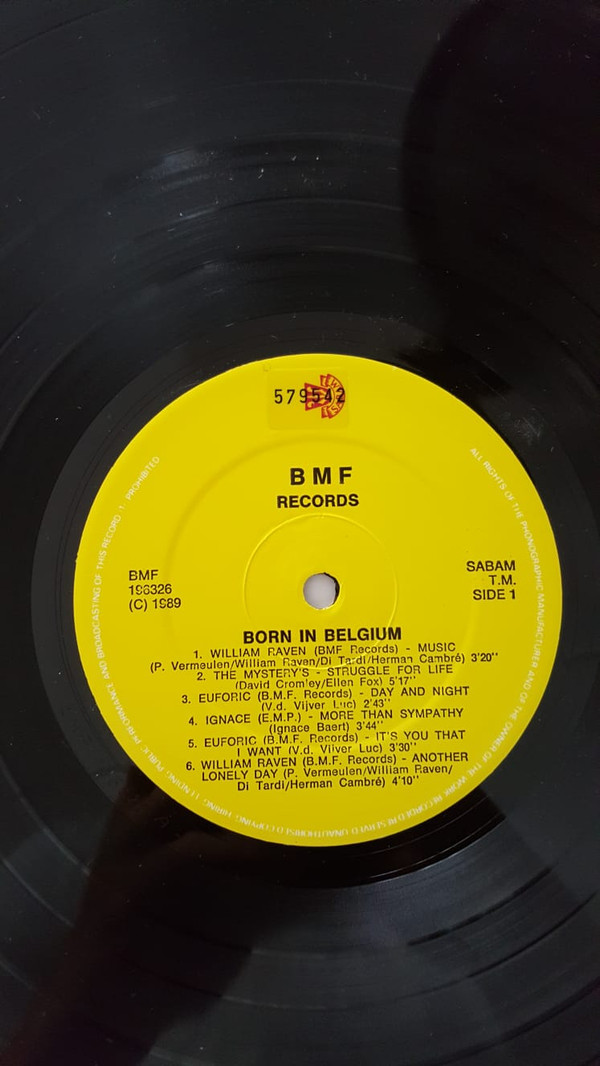 579542
BMF
RECORDS
BMF
196326
(C) 1989
SABAM
T.M.
SIDE 1
BORN IN BELGIUM
1. WILLIAM RAVEN (BMF Records) - MUSIC
(P. Vermeulen/William Raven/Di Tardi/Herman Cambré) 3'20"
2. THE MYSTERY'S - STRUGGLE FOR LIFE
(David Cromley/Ellen Fox) 5'17"
3. EUFORIC (B.M.F. Records) - DAY AND NIGHT
(V.d. Vijver Luc) 2'43"
4. IGNACE (E.M.P.) - MORE THAN SYMPATHY
(Ignace Baert) 3'44"
5. EUFORIC (B.M.F. Records) - IT'S YOU THAT
I WANT (V.d. Vijver Luc) 3'30"
6. WILLIAM RAVEN (B.M.F. Records) - ANOTHER
LONELY DAY (P. Vermeulen/William Raven/
Di Tardi/Herman Cambré) 4'10"
ALL RIGHTS OF THE PHONOGRAPHIC MANUFACTURER AND OF THE OWNER OF THE WORK RECORDED RESERVED UNAUTHORISED COPYING, HIRING, LENDING, PUBLIC PERFORMANCE AND BROADCASTING OF THIS RECORD PROHIBITED